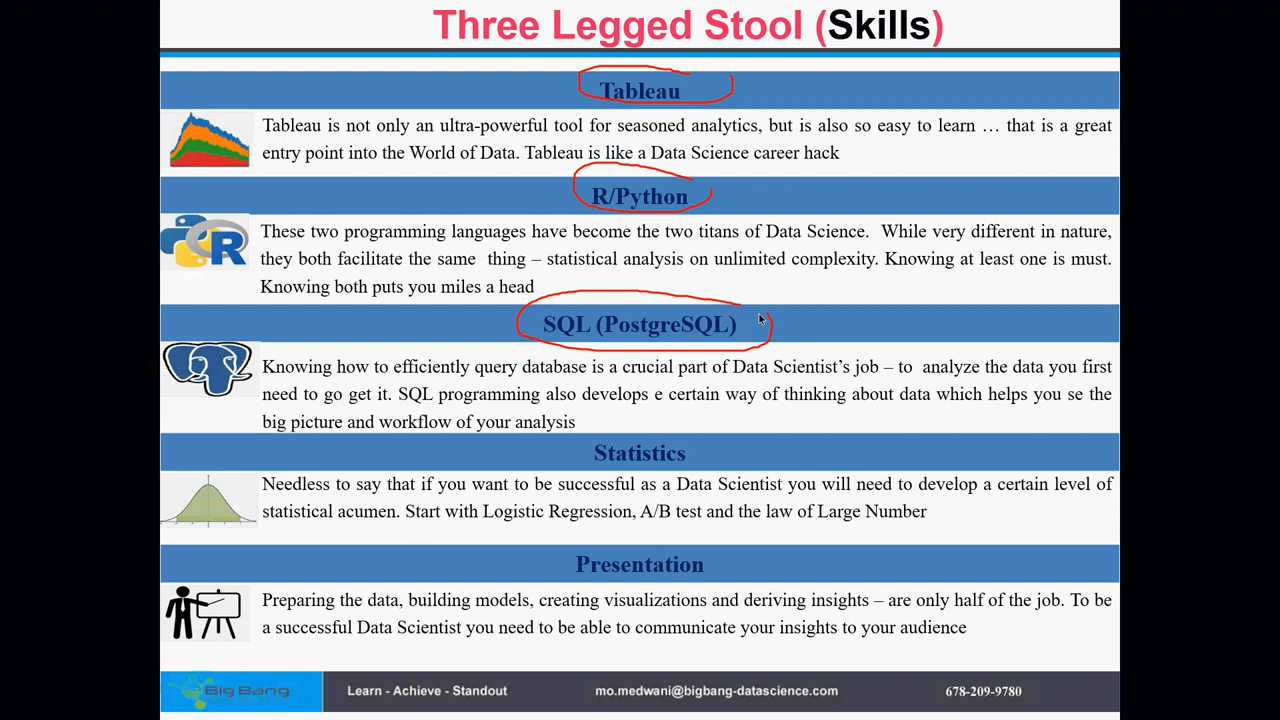 Three Legged Stool (Skills)
Tableau
Tableau is not only an ultra-powerful tool for seasoned analytics, but is also so easy to learn … that is a great
entry point into the World of Data. Tableau is like a Data Science career hack
R/Python
R
These two programming languages have become the two titans of Data Science. While very different in nature,
they both facilitate the same thing – statistical analysis on unlimited complexity. Knowing at least one is must.
Knowing both puts you miles a head
SQL (PostgreSQL)
Knowing how to efficiently query database is a crucial part of Data Scientist’s job – to analyze the data you first
need to go get it. SQL programming also develops e certain way of thinking about data which helps you se the
big picture and workflow of your analysis
Statistics
Needless to say that if you want to be successful as a Data Scientist you will need to develop a certain level of
statistical acumen. Start with Logistic Regression, A/B test and the law of Large Number
Presentation
Preparing the data, building models, creating visualizations and deriving insights – are only half of the job. To be
a successful Data Scientist you need to be able to communicate your insights to your audience
Big Bang
Learn - Achieve - Standout
mo.medwani@bigbang-datascience.com
678-209-9780